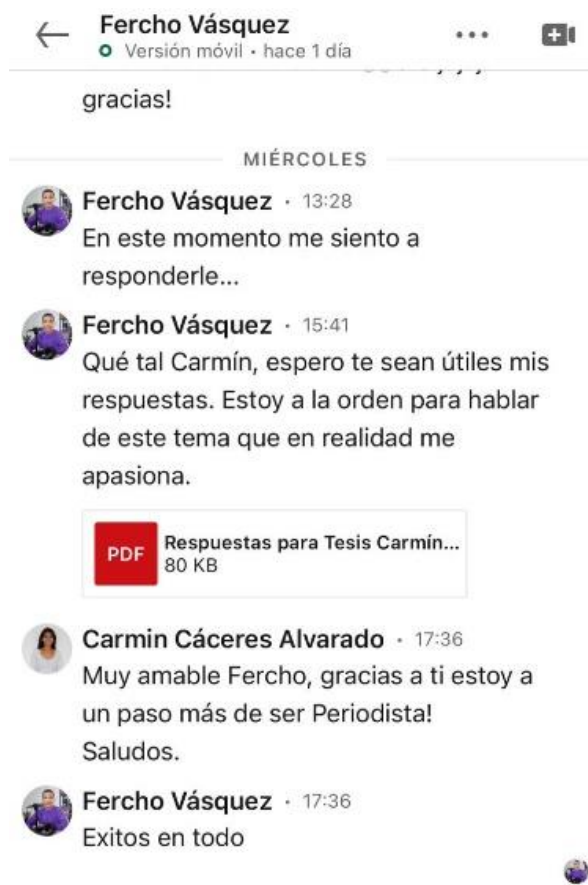 Fercho Vásquez
Versión móvil • hace 1 día
gracias!
MIÉRCOLES
Fercho Vásquez • 13:28
En este momento me siento a
responderle...
Fercho Vásquez • 15:41
Qué tal Carmín, espero te sean útiles mis
respuestas. Estoy a la orden para hablar
de este tema que en realidad me
apasiona.
PDF
Respuestas para Tesis Carmín...
80 KB
Carmin Cáceres Alvarado • 17:36
Muy amable Fercho, gracias a ti estoy a
un paso más de ser Periodista!
Saludos.
Fercho Vásquez • 17:36
Exitos en todo